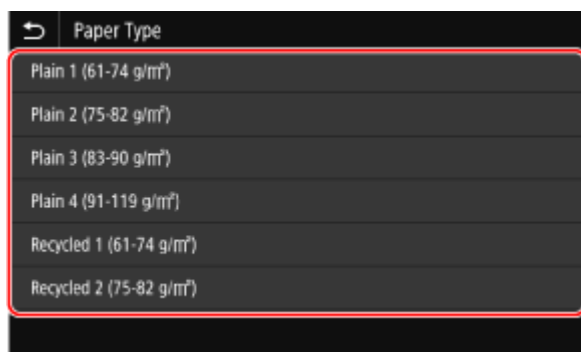 Paper Type
Plain 1 (61-74 g/m²)
Plain 2 (75-82 g/m²)
Plain 3 (83-90 g/m²)
Plain 4 (91-119 g/m²)
Recycled 1 (61-74 g/m²)
Recycled 2 (75-82 g/m²)